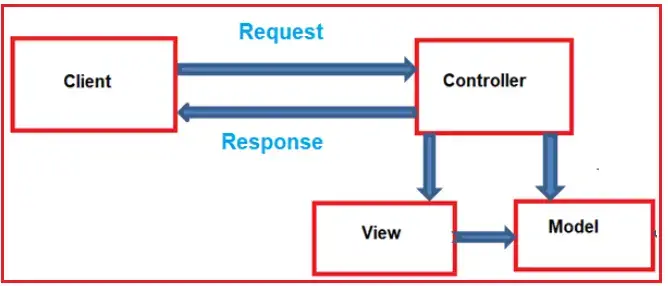 Request
Client
Controller
Response
View
Model